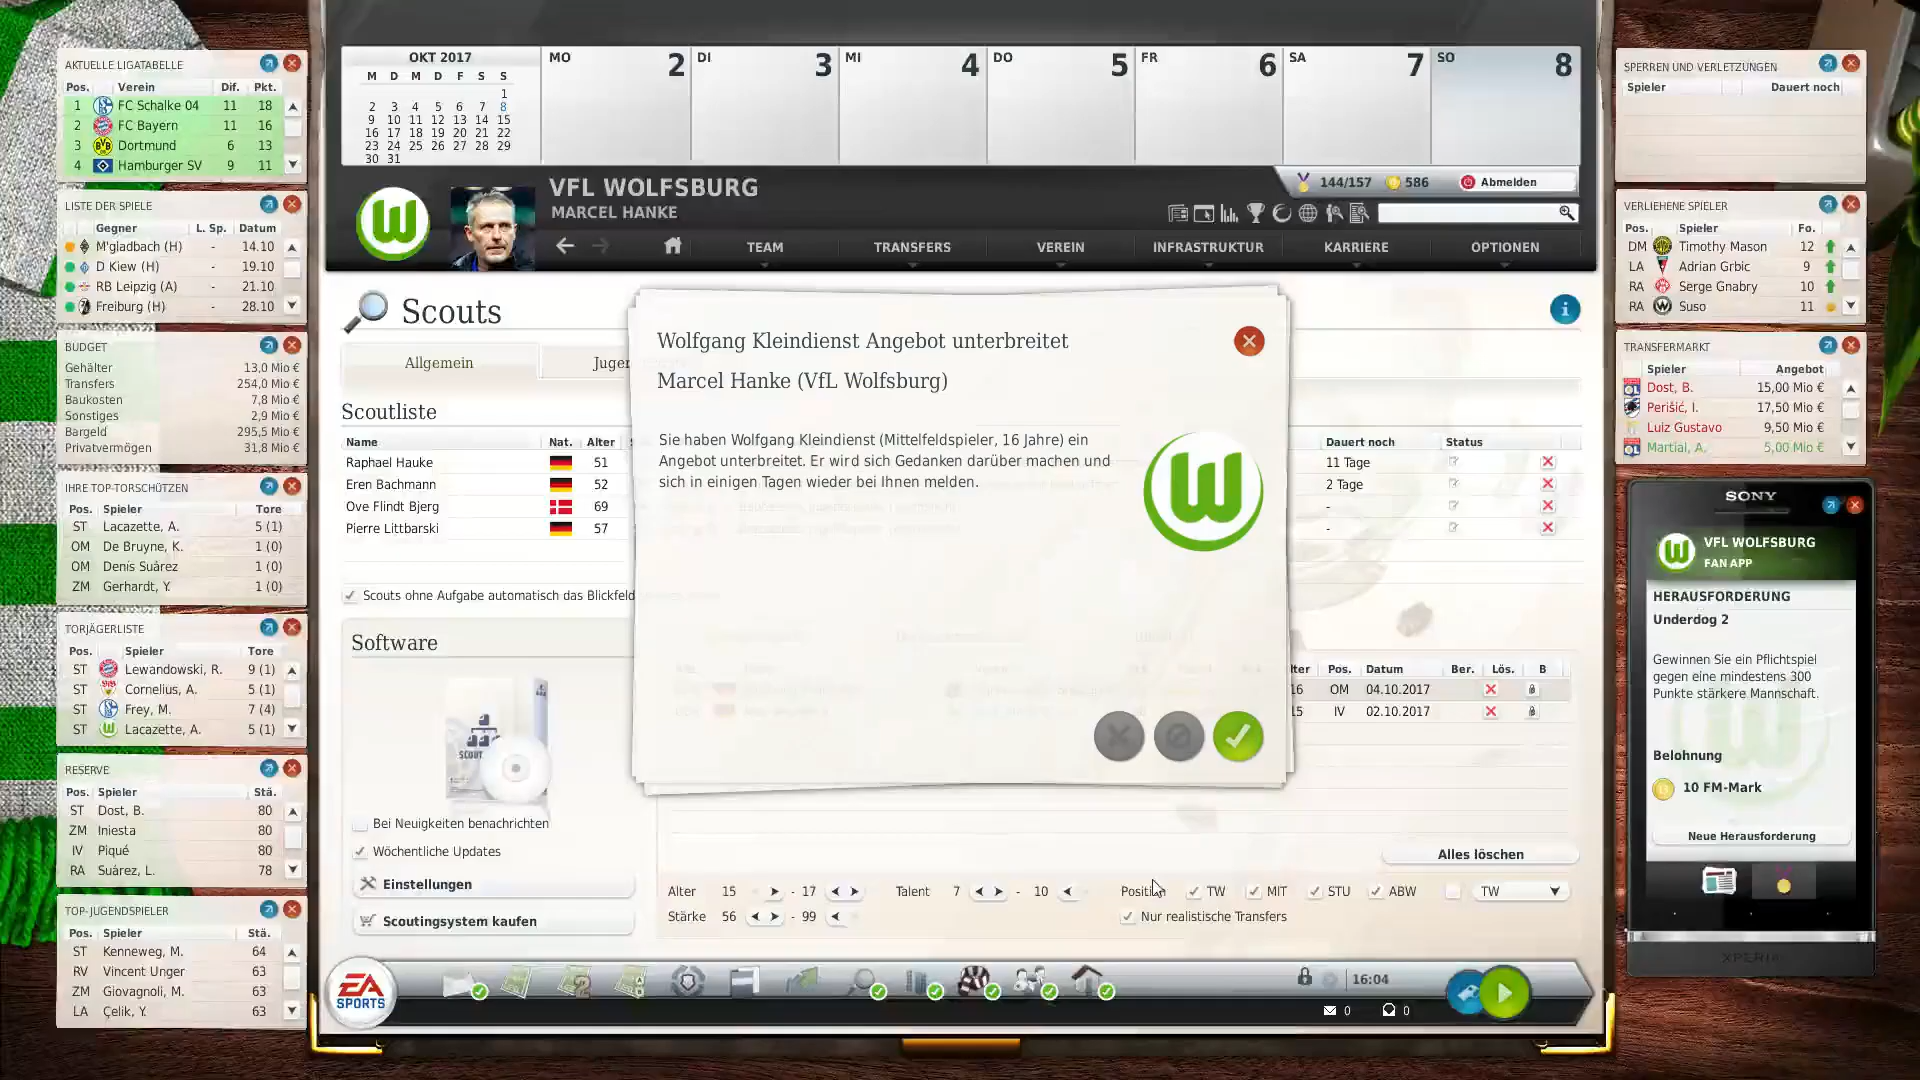 AKTUELLE LIGATABELLE
Pos. Verein Dif. Pkt.
1 FC Schalke 04 11 18
2 FC Bayern 11 16
3 Dortmund 6 13
4 Hamburger SV 9 11
LISTE DER SPIELE
Gegner L. Sp. Datum
M'gladbach (H) - 14.10
D Kiew (H) - 19.10
RB Leipzig (A) - 21.10
Freiburg (H) - 28.10
BUDGET
Gehälter 13,0 Mio €
Transfers 254,0 Mio €
Baukosten 7,8 Mio €
Sonstiges 2,9 Mio €
Bargeld 295,5 Mio €
Privatvermögen 31,8 Mio €
IHRE TOP-TORSCHÜTZEN
Pos. Spieler Tore
ST Lacazette, A. 5 (1)
OM De Bruyne, K. 1 (0)
OM Denis Suárez 1 (0)
ZM Gerhardt, Y. 1 (0)
TORJÄGERLISTE
Pos. Spieler Tore
ST Lewandowski, R. 9 (1)
ST Cornelius, A. 5 (1)
ST Frey, M. 7 (4)
ST Lacazette, A. 5 (1)
RESERVE
Pos. Spieler Stä.
ST Dost, B. 80
ZM Iniesta 80
IV Piqué 80
RA Suárez, L. 78
TOP-JUGENDSPIELER
Pos. Spieler Stä.
ST Kenneweg, M. 64
RV Vincent Unger 63
ZM Giovagnoli, M. 63
LA Çelik, Y. 63
OKT 2017
M D M D F S S
1
2 3 4 5 6 7 8
9 10 11 12 13 14 15
16 17 18 19 20 21 22
23 24 25 26 27 28 29
30 31
MO 2 DI 3 MI 4 DO 5 FR 6 SA 7 SO 8
VFL WOLFSBURG
MARCEL HANKE
144/157 586 Abmelden
TEAM TRANSFERS VEREIN INFRASTRUKTUR KARRIERE OPTIONEN
Scouts
Allgemein Jugen
Scoutliste
Name Nat. Alter Dauert noch Status
Raphael Hauke 51 11 Tage
Eren Bachmann 52 2 Tage
Ove Flindt Bjerg 69 -
Pierre Littbarski 57 -
Scouts ohne Aufgabe automatisch das Blickfeld
Software
SCOUT
Bei Neuigkeiten benachrichten
Wöchentliche Updates
Einstellungen
Scoutingsystem kaufen
Wolfgang Kleindienst Angebot unterbreitet
Marcel Hanke (VfL Wolfsburg)
Sie haben Wolfgang Kleindienst (Mittelfeldspieler, 16 Jahre) ein
Angebot unterbreitet. Er wird sich Gedanken darüber machen und
sich in einigen Tagen wieder bei Ihnen melden.
lter Pos. Datum Ber. Lös. B
16 OM 04.10.2017
15 IV 02.10.2017
Alles löschen
Alter 15 - 17 Talent 7 - 10 TW MIT STU ABW TW
Stärke 56 - 99 Nur realistische Transfers
EA SPORTS
16:04
0 0
SPERREN UND VERLETZUNGEN
Spieler Dauert noch
VERLIEHENE SPIELER
Pos. Spieler Fo.
DM Timothy Mason 12
LA Adrian Grbic 9
RA Serge Gnabry 10
RA Suso 11
TRANSFERMARKT
Spieler Angebot
Dost, B. 15,00 Mio €
Perišić, I. 17,50 Mio €
Luiz Gustavo 9,50 Mio €
Martial, A. 5,00 Mio €
SONY
VFL WOLFSBURG
FAN APP
HERAUSFORDERUNG
Underdog 2
Gewinnen Sie ein Pflichtspiel
gegen eine mindestens 300
Punkte stärkere Mannschaft.
Belohnung
10 FM-Mark
Neue Herausforderung
XPERIA